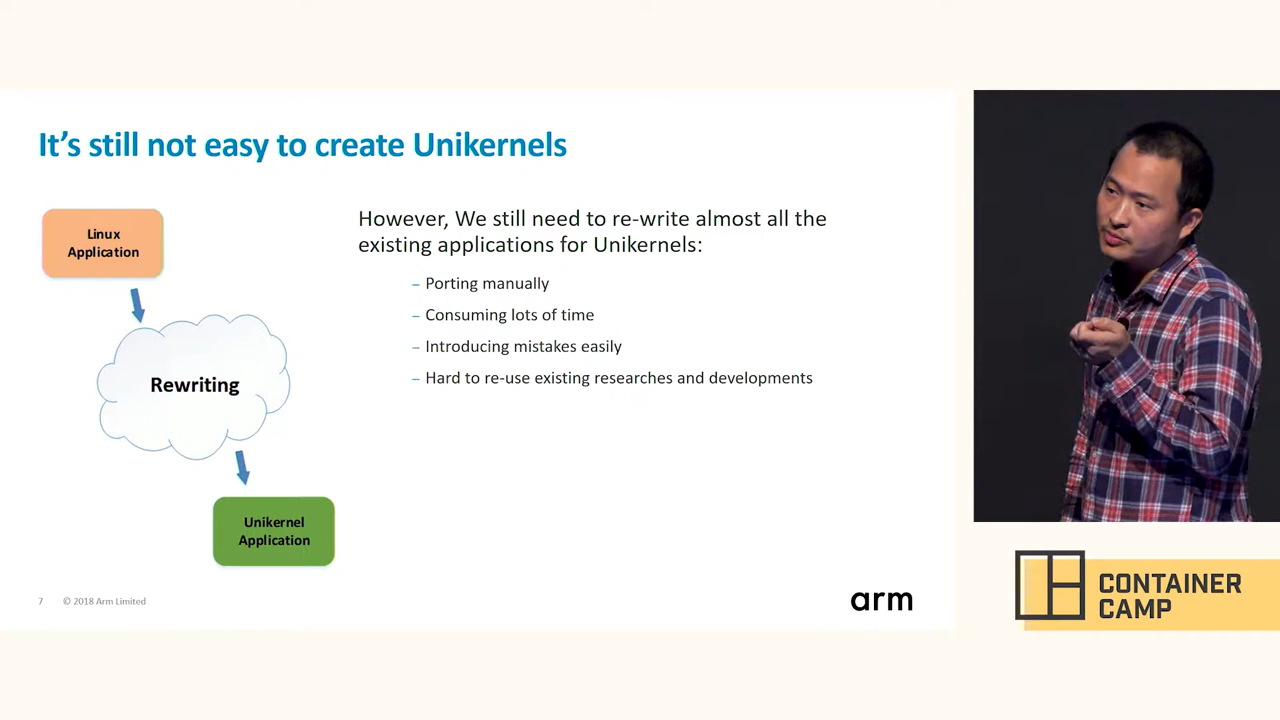 It’s still not easy to create Unikernels
Linux
Application
Rewriting
Unikernel
Application
However, We still need to re-write almost all the
existing applications for Unikernels:
– Porting manually
– Consuming lots of time
– Introducing mistakes easily
– Hard to re-use existing researches and developments
7 © 2018 Arm Limited
arm
CONTAINER
CAMP